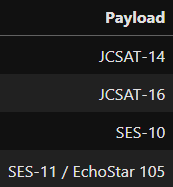 Payload
JCSAT-14
JCSAT-16
SES-10
SES-11 / EchoStar 105